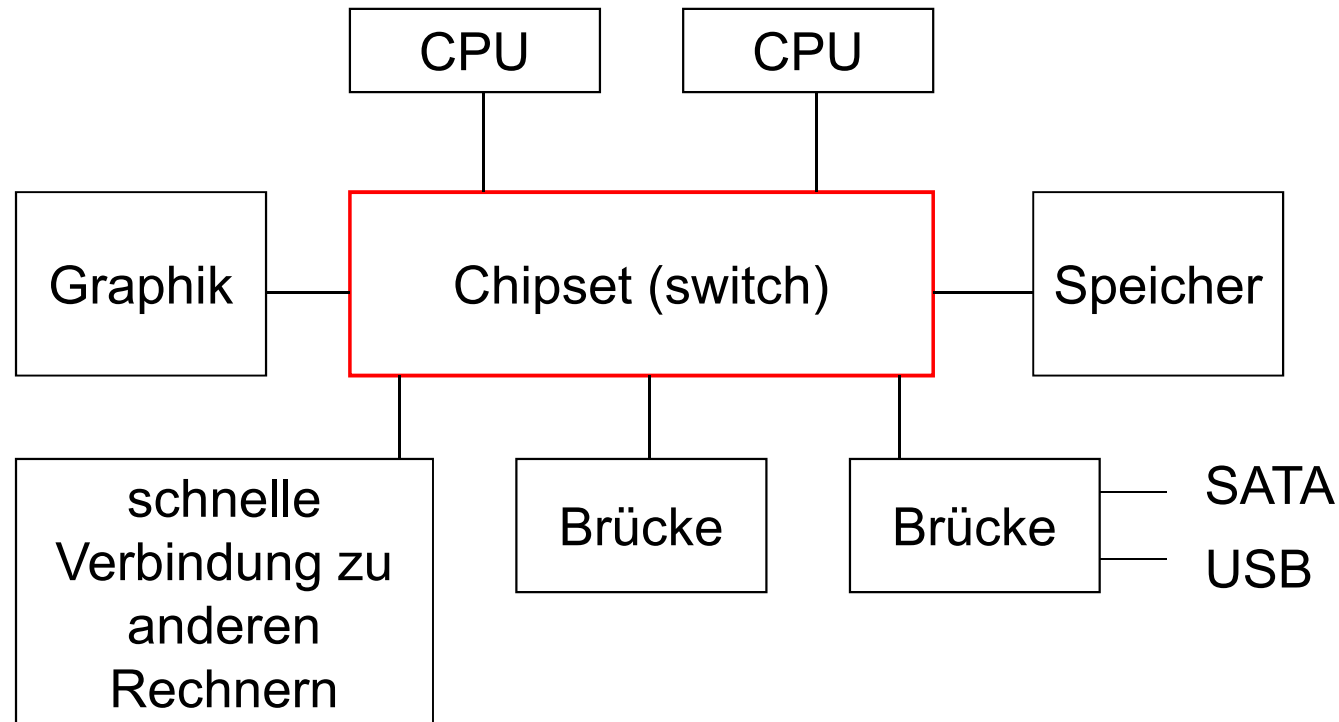 CPU
CPU
Graphik
Chipset (switch)
Speicher
schnelle
Verbindung zu
anderen
Rechnern
Brücke
Brücke
SATA
USB